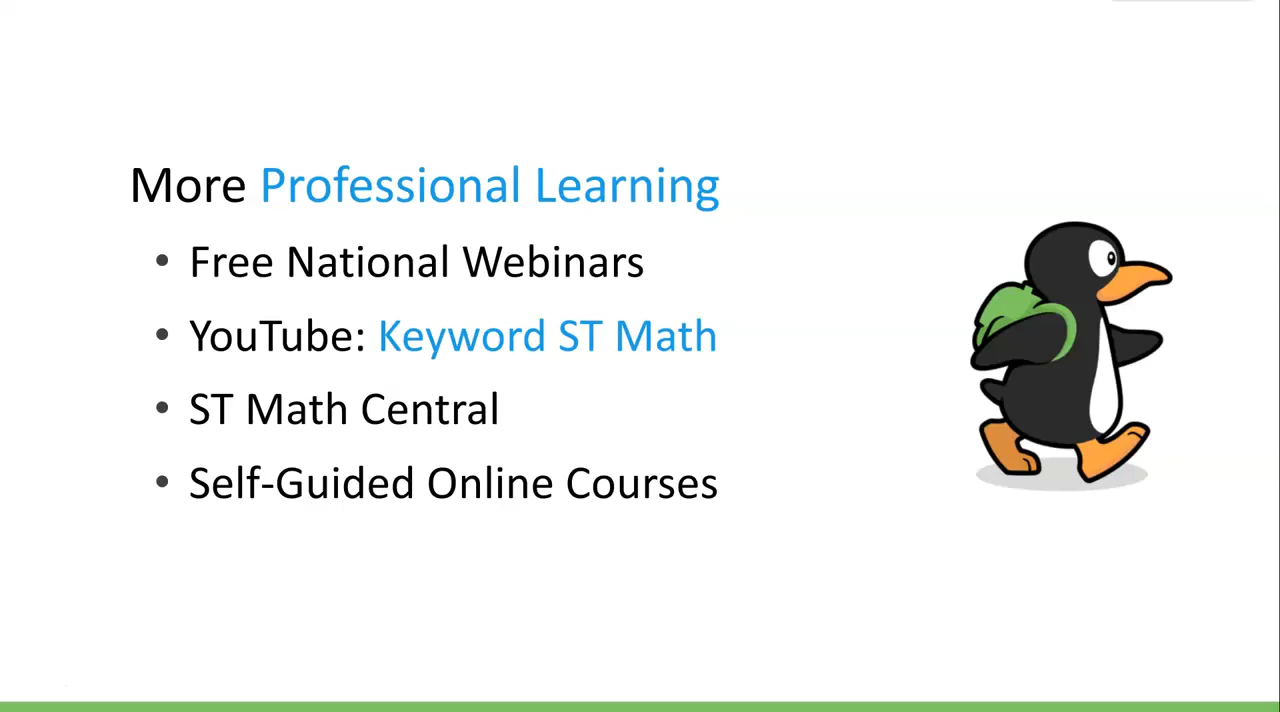 More Professional Learning
• Free National Webinars
• YouTube: Keyword ST Math
• ST Math Central
• Self-Guided Online Courses